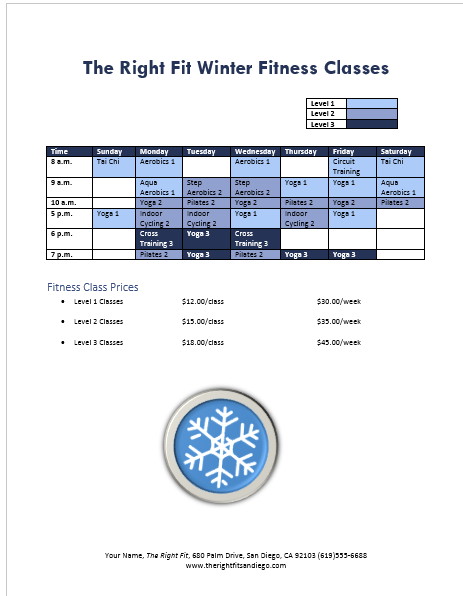 The Right Fit Winter Fitness Classes
Level 1
Level 2
Level 3
Time Sunday Monday Tuesday Wednesday Thursday Friday Saturday
8 a.m. Tai Chi Aerobics 1 Aerobics 1 Circuit Training Tai Chi
9 a.m. Aqua Aerobics 1 Step Aerobics 2 Step Aerobics 2 Yoga 1 Yoga 1 Aqua Aerobics 1
10 a.m. Yoga 2 Pilates 2 Yoga 2 Pilates 2 Yoga 2 Pilates 2
5 p.m. Yoga 1 Indoor Cycling 2 Indoor Cycling 2 Yoga 1 Indoor Cycling 2 Yoga 1
6 p.m. Cross Training 3 Yoga 3 Cross Training 3
7 p.m. Pilates 2 Yoga 3 Pilates 2 Yoga 3 Yoga 3
Fitness Class Prices
• Level 1 Classes $12.00/class $30.00/week
• Level 2 Classes $15.00/class $35.00/week
• Level 3 Classes $18.00/class $45.00/week
Your Name, The Right Fit, 680 Palm Drive, San Diego, CA 92103 (619)555-6688
www.therightfitsandiego.com